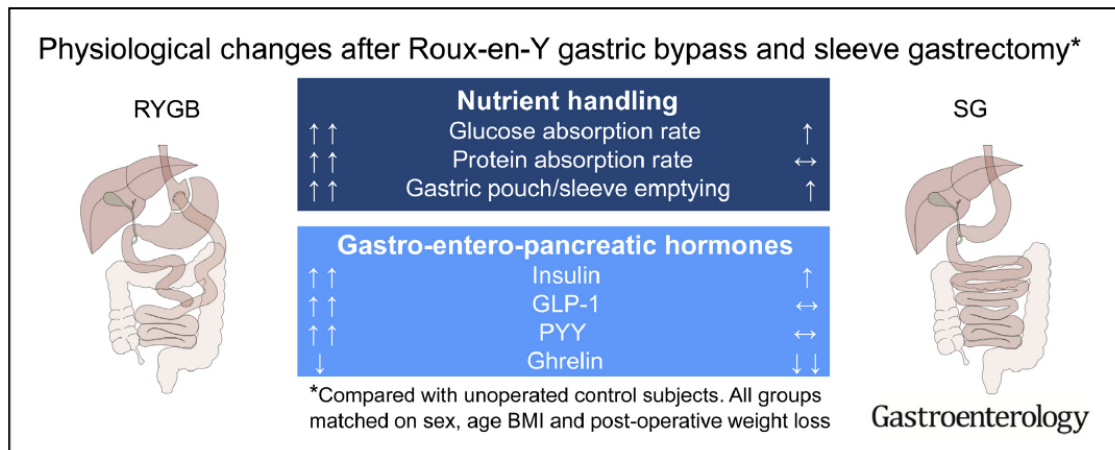 Physiological changes after Roux-en-Y gastric bypass and sleeve gastrectomy*
RYGB
SG
Nutrient handling
↑ ↑ Glucose absorption rate ↑
↑ ↑ Protein absorption rate ↔
↑ ↑ Gastric pouch/sleeve emptying ↑
Gastro-entero-pancreatic hormones
↑ ↑ Insulin ↑
↑ ↑ GLP-1 ↔
↑ ↑ PYY ↔
↓ Ghrelin ↓ ↓
*Compared with unoperated control subjects. All groups
matched on sex, age BMI and post-operative weight loss
Gastroenterology